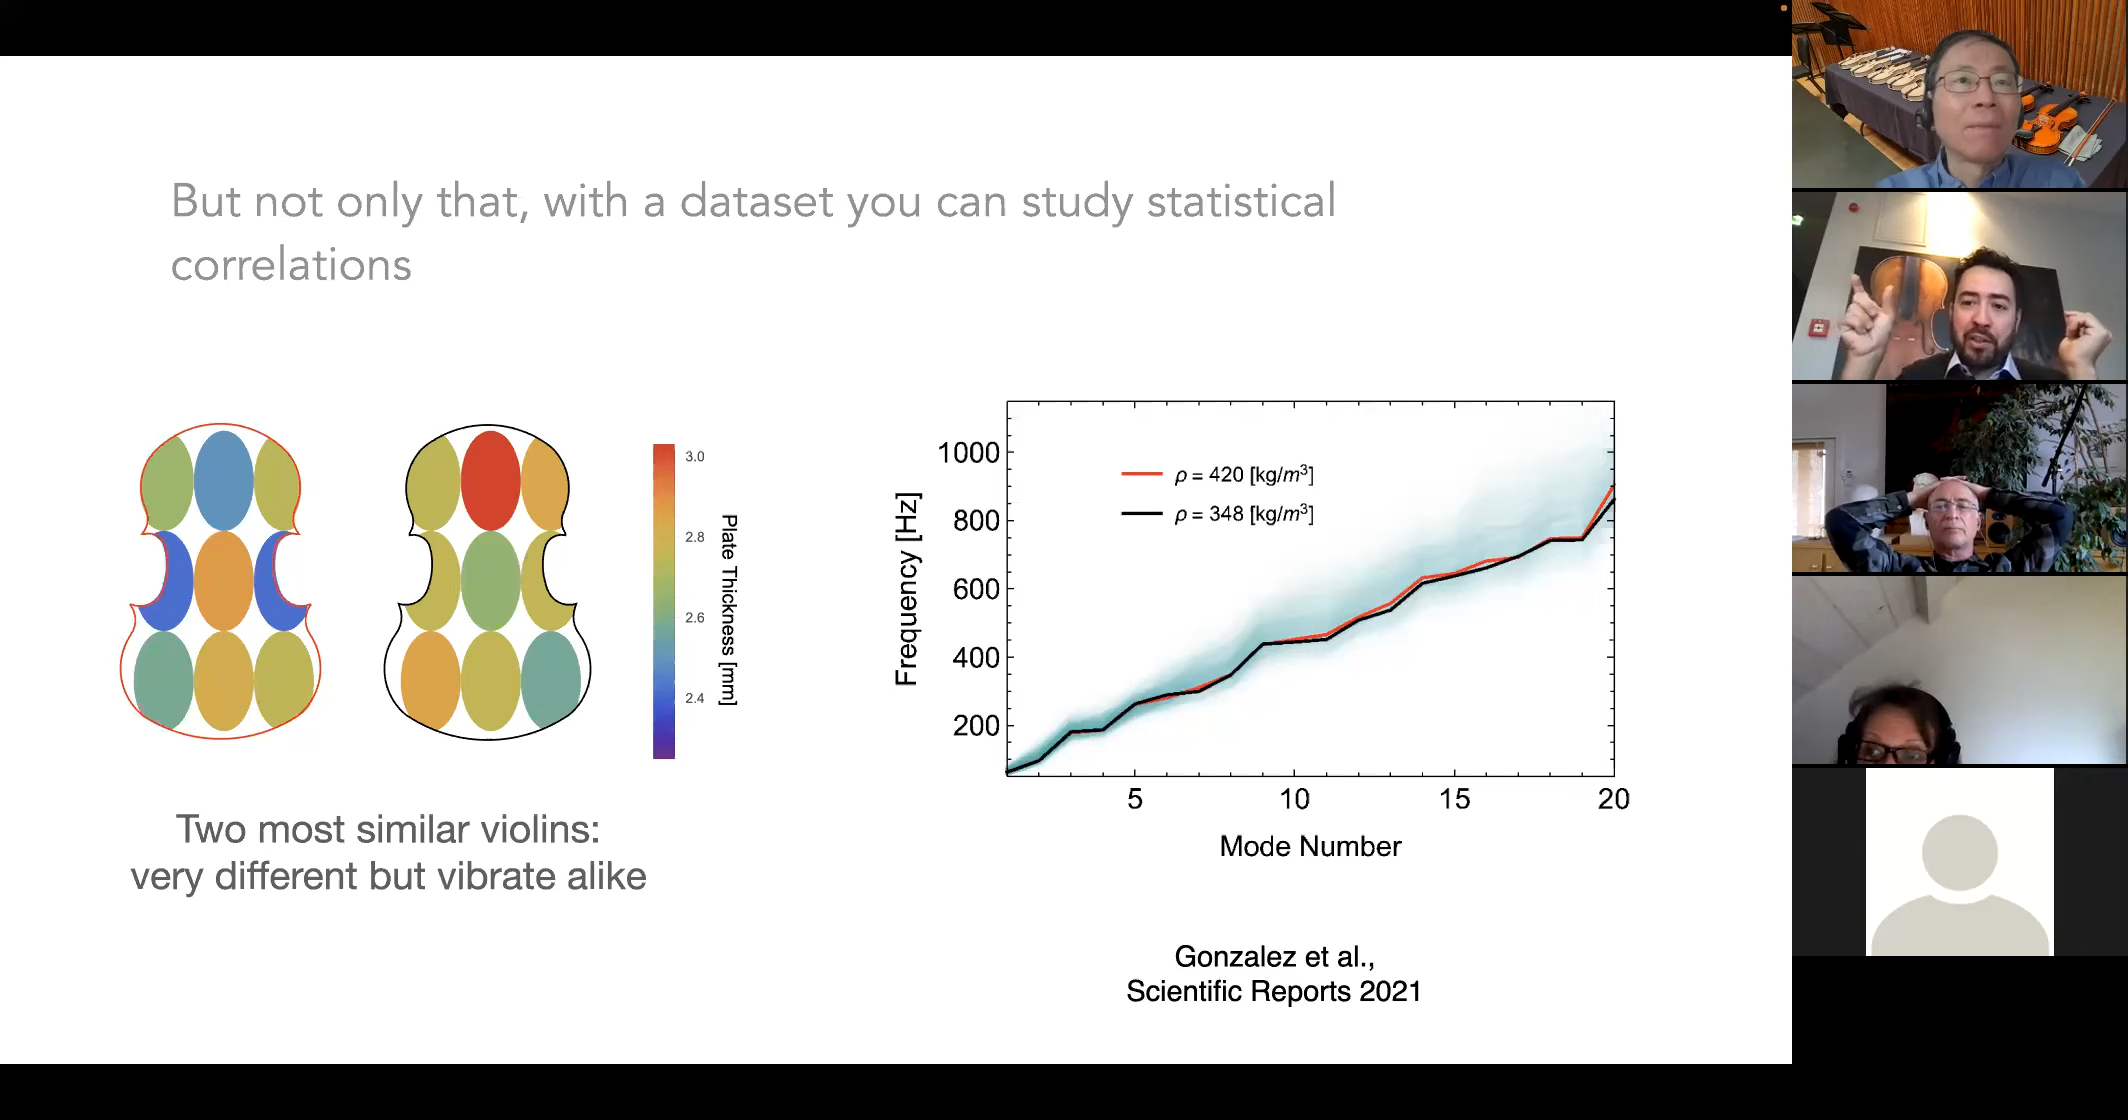 But not only that, with a dataset you can study statistical
correlations
3.0
2.8
2.6
2.4
Plate Thickness [mm]
Two most similar violins:
very different but vibrate alike
Frequency [Hz]
1000
800
600
400
200
ρ = 420 [kg/m³]
ρ = 348 [kg/m³]
5 10 15 20
Mode Number
Gonzalez et al.,
Scientific Reports 2021